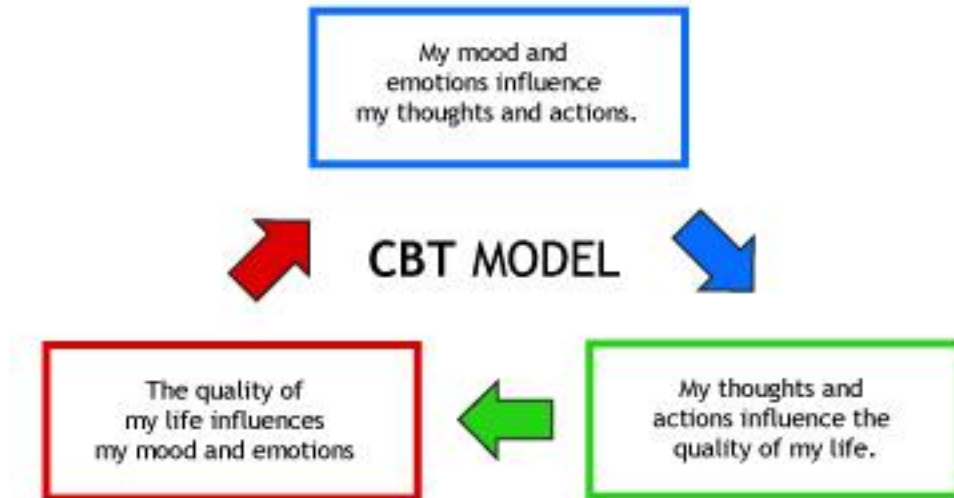 My mood and
emotions influence
my thoughts and actions.
CBT MODEL
The quality of
my life influences
my mood and emotions
My thoughts and
actions influence the
quality of my life.